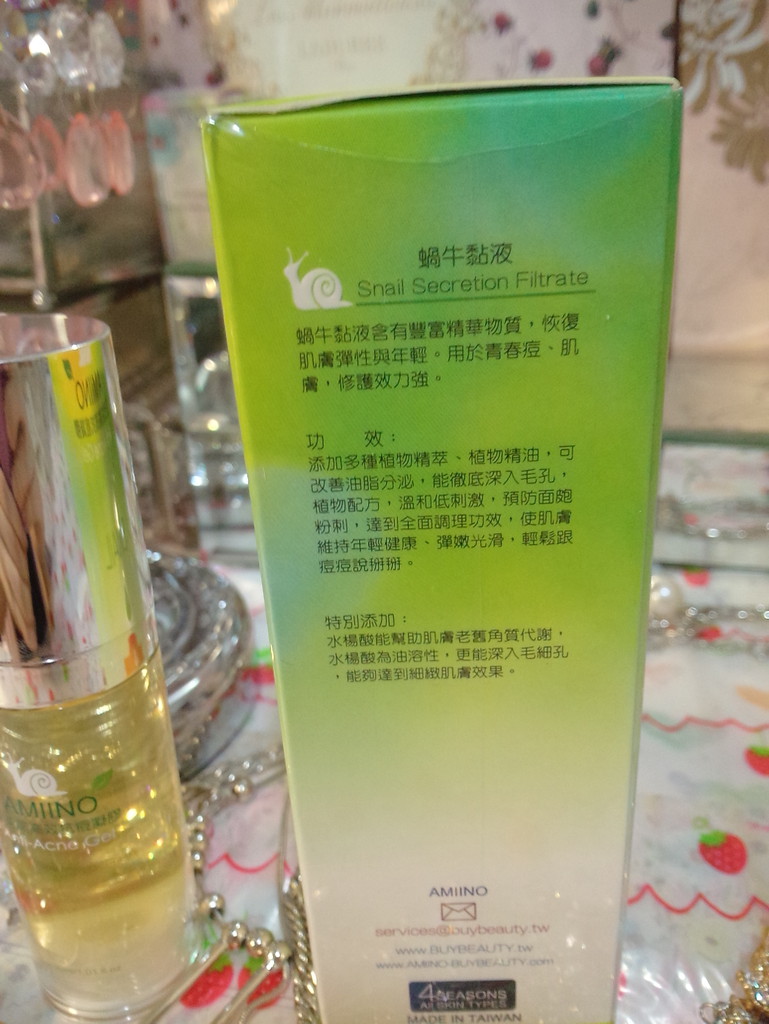 蝸牛黏液
Snail Secretion Filtrate
蝸牛黏液含有豐富精華物質，恢復
肌膚彈性與年輕。用於青春痘、肌
膚，修護效力強。
功　　效：
添加多種植物精萃、植物精油，可
改善油脂分泌，能徹底深入毛孔，
植物配方，溫和低刺激，預防面皰
粉刺，達到全面調理功效，使肌膚
維持年輕健康、彈嫩光滑，輕鬆跟
痘痘說掰掰。
特別添加：
水楊酸能幫助肌膚老舊角質代謝，
水楊酸為油溶性，更能深入毛細孔
，能夠達到細緻肌膚效果。
AMIINO
services@buybeauty.tw
www.BUYBEAUTY.tw
www.AMIINO-BUYBEAUTY.com
4 SEASONS
All SKIN TYPES
MADE IN TAIWAN
AMIINO
Anti-Acne Gel